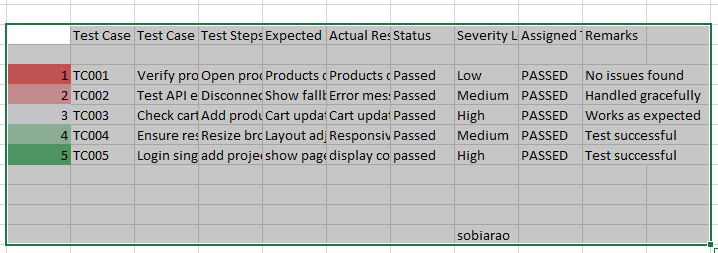 Test Case Test Case Test Steps Expected Actual Res Status Severity L Assigned T Remarks
1 TC001 Verify pro Open prod Products d Products d Passed Low PASSED No issues found
2 TC002 Test API e Disconnec Show fallb Error mes Passed Medium PASSED Handled gracefully
3 TC003 Check cart Add produ Cart updat Cart updat Passed High PASSED Works as expected
4 TC004 Ensure res Resize bro Layout adj Responsiv Passed Medium PASSED Test successful
5 TC005 Login sing add projec show page display co passed High PASSED Test successful
sobiarao